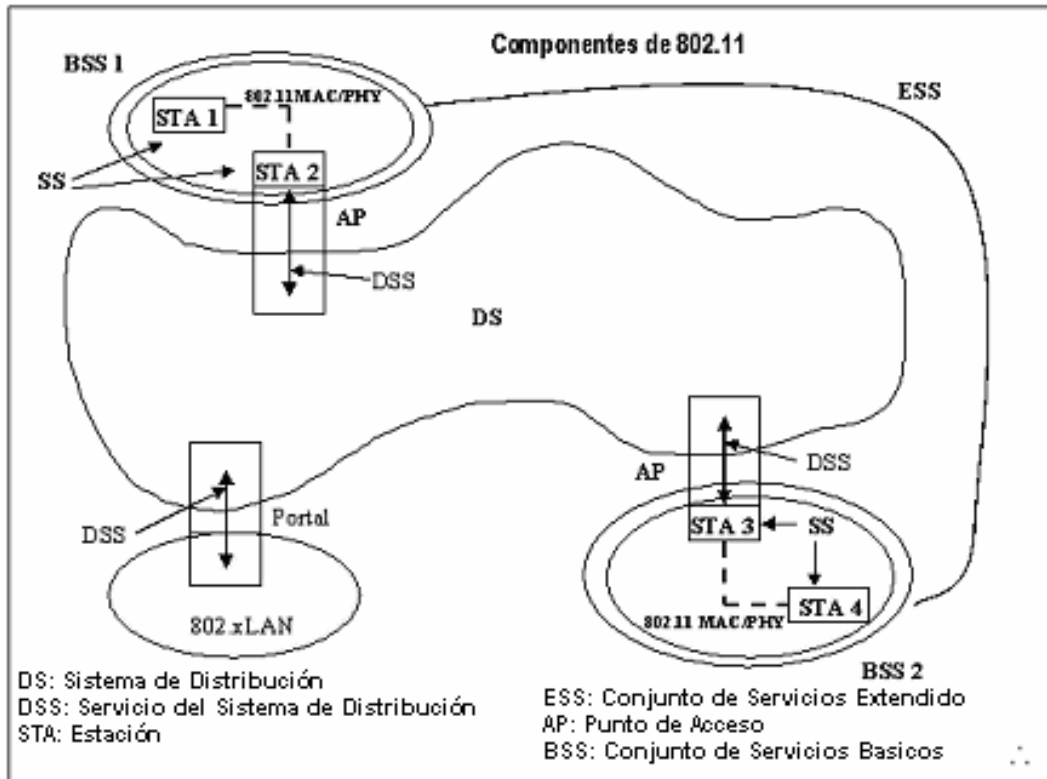 Componentes de 802.11
BSS 1
ESS
802.11MAC/PHY
STA 1
SS
STA 2
AP
DSS
DS
AP
DSS
DSS
Portal
STA 3
SS
802.xLAN
STA 4
802.11 MAC/PHY
BSS 2
DS: Sistema de Distribución
DSS: Servicio del Sistema de Distribución
STA: Estación
ESS: Conjunto de Servicios Extendido
AP: Punto de Acceso
BSS: Conjunto de Servicios Basicos